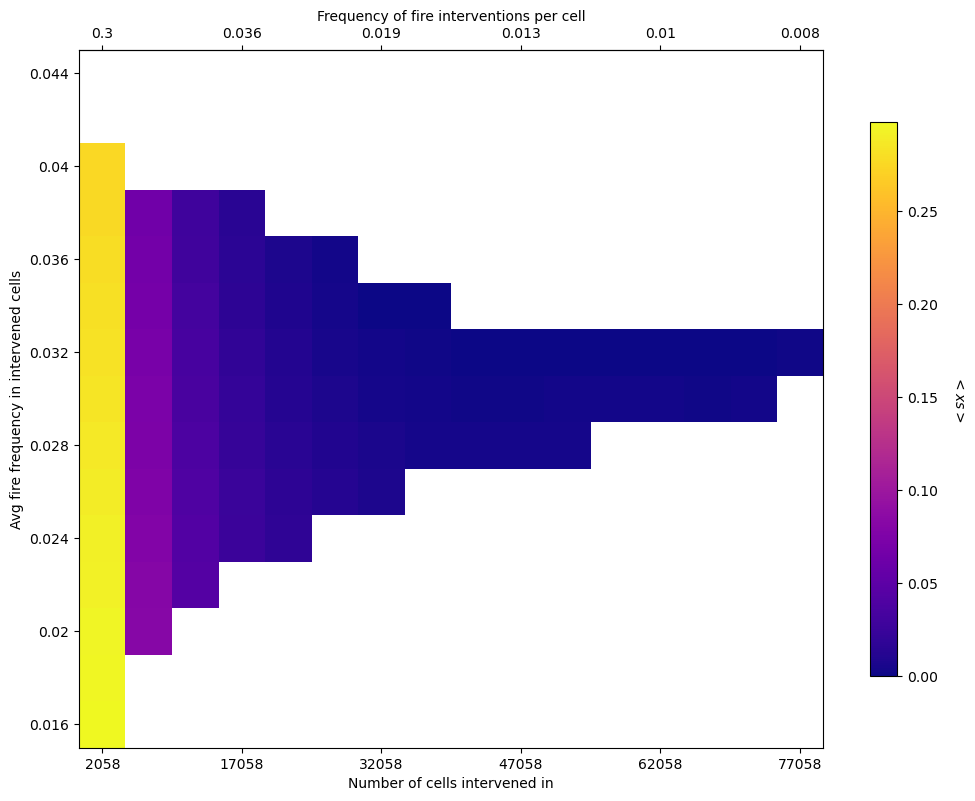 Frequency of fire interventions per cell
0.3 0.036 0.019 0.013 0.01 0.008
0.044
0.04
0.036
0.032
0.028
0.024
0.02
0.016
Avg fire frequency in intervened cells
2058 17058 32058 47058 62058 77058
Number of cells intervened in
0.25
0.20
0.15
0.10
0.05
0.00
< sx >